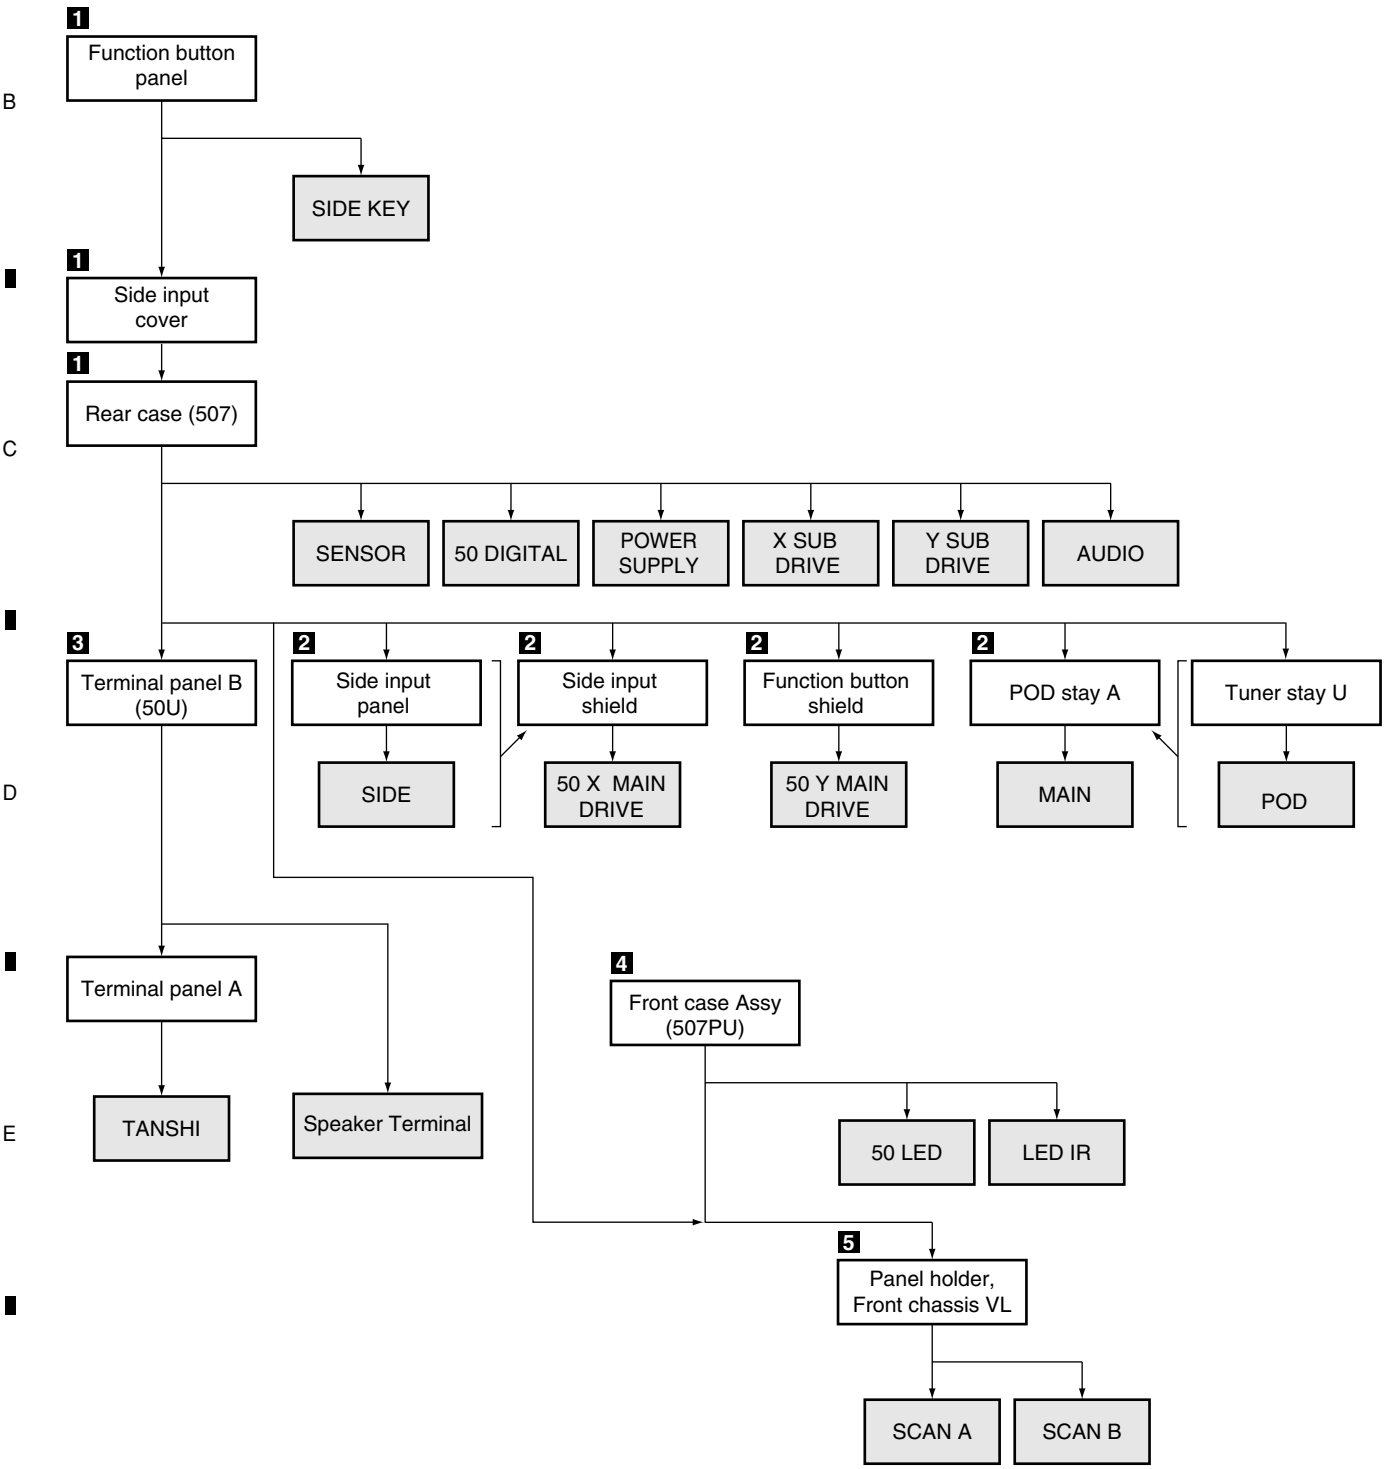 1
Function button
panel
B
SIDE KEY
1
Side input
cover
1
Rear case (507)
C
SENSOR
50 DIGITAL
POWER
SUPPLY
X SUB
DRIVE
Y SUB
DRIVE
AUDIO
3
Terminal panel B
(50U)
2
Side input
panel
2
Side input
shield
2
Function button
shield
2
POD stay A
Tuner stay U
D
SIDE
50 X MAIN
DRIVE
50 Y MAIN
DRIVE
MAIN
POD
Terminal panel A
4
Front case Assy
(507PU)
E
TANSHI
Speaker Terminal
50 LED
LED IR
5
Panel holder,
Front chassis VL
SCAN A
SCAN B